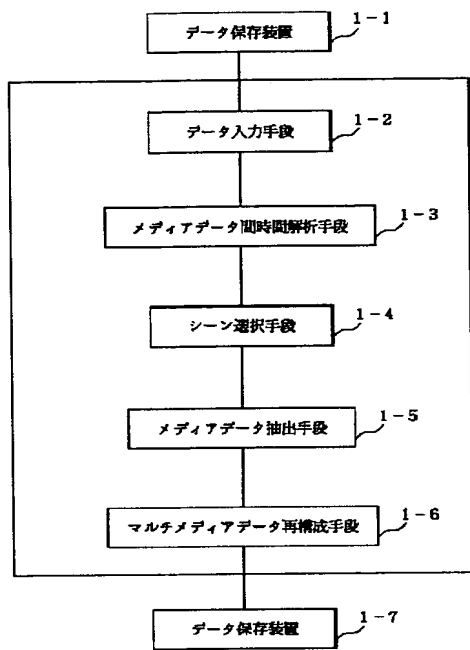 データ保存装置
1-1
データ入力手段
1-2
メディアデータ間時間解析手段
1-3
シーン選択手段
1-4
メディアデータ抽出手段
1-5
マルチメディアデータ再構成手段
1-6
データ保存装置
1-7